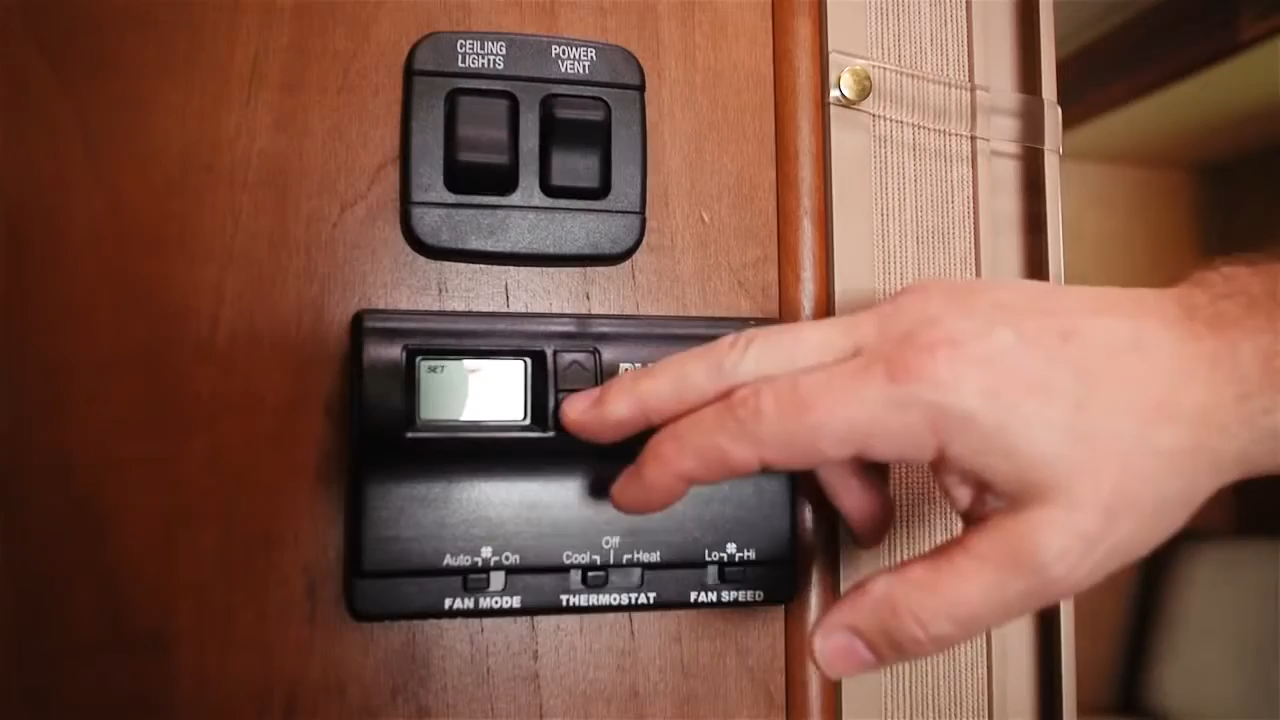 CEILING
LIGHTS
POWER
VENT
SET
Off
Auto On
Cool Heat
Lo Hi
FAN MODE
THERMOSTAT
FAN SPEED